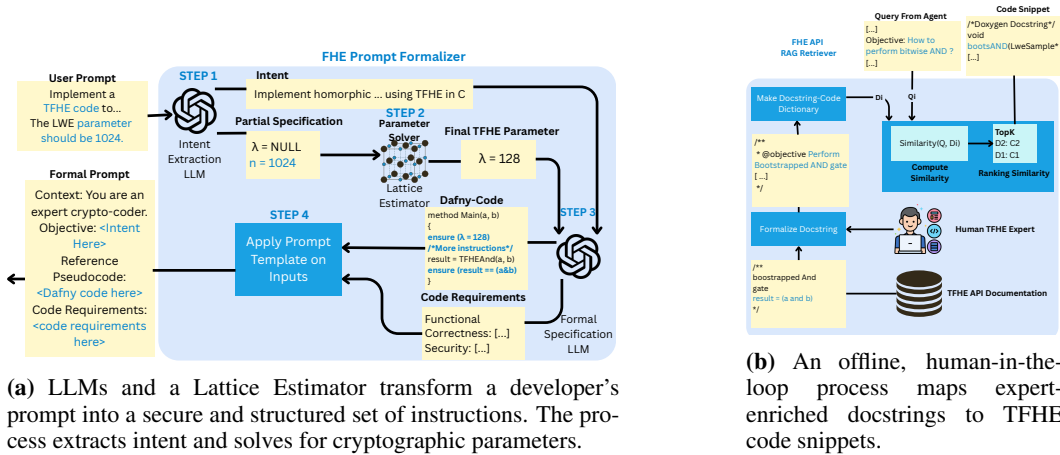 FHE Prompt Formalizer
User Prompt
Implement a
TFHE code to...
The LWE parameter
should be 1024.
STEP 1
Intent
Extraction
LLM
Intent
Implement homorphic ... using TFHE in C
Partial Specification
λ = NULL
n = 1024
STEP 2
Parameter
Solver
Lattice
Estimator
Final TFHE Parameter
λ = 128
STEP 3
Formal
Specification
LLM
Dafny-Code
method Main(a, b)
{
ensure (λ = 128)
/*More instructions*/
result = TFHEAnd(a, b)
ensure (result == (a&b)
}
Code Requirements
Functional
Correctness: [...]
Security: [...]
STEP 4
Apply Prompt
Template on
Inputs
Formal Prompt
Context: You are an
expert crypto-coder.
Objective: <Intent
Here>
Reference
Pseudocode:
<Dafny code here>
Code Requirements:
<code requirements
here>
(a) LLMs and a Lattice Estimator transform a developer's
prompt into a secure and structured set of instructions. The pro-
cess extracts intent and solves for cryptographic parameters.
FHE API
RAG Retriever
Query From Agent
[...]
Objective: How to
perform bitwise AND ?
[...]
Code Snippet
/*Doxygen Docstring*/
void
bootsAND(LweSample*
[...]
Make Docstring-Code
Dictionary
Di
Qi
Similarity(Q, Di)
Compute
Similarity
TopK
D2: C2
D1: C1
Ranking Similarity
/**
* @objective Perform
Bootstrapped AND gate
[ ...]
*/
Formalize Docstring
Human TFHE Expert
/**
boostrapped And
gate
result = (a and b)
*/
TFHE API Documentation
(b) An offline, human-in-the-
loop process maps expert-
enriched docstrings to TFHE
code snippets.